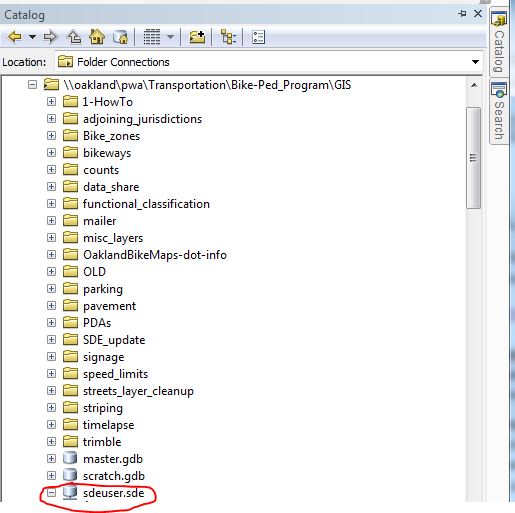 Catalog
Location: Folder Connections
\\oakland\pwa\Transportation\Bike-Ped_Program\GIS
1-HowTo
adjoining_jurisdictions
Bike_zones
bikeways
counts
data_share
functional_classification
mailer
misc_layers
OaklandBikeMaps-dot-info
OLD
parking
pavement
PDAs
SDE_update
signage
speed_limits
streets_layer_cleanup
striping
timelapse
trimble
master.gdb
scratch.gdb
sdeuser.sde
Catalog
Search